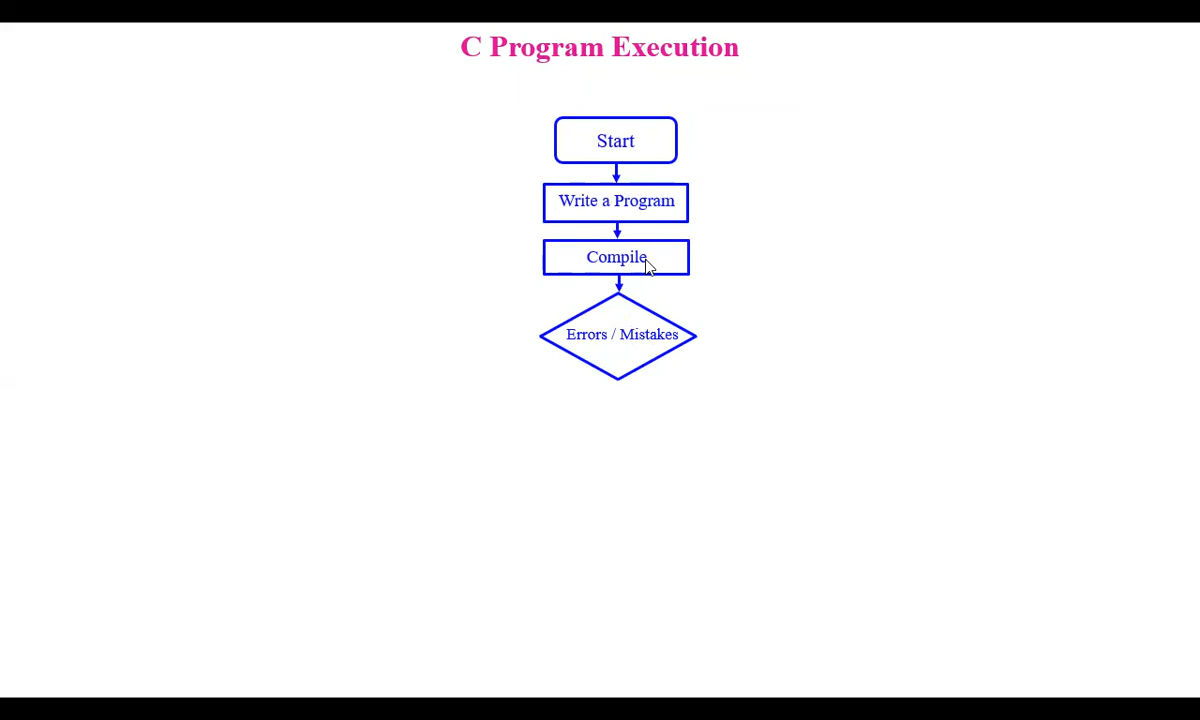 C Program Execution
Start
Write a Program
Compile
Errors / Mistakes